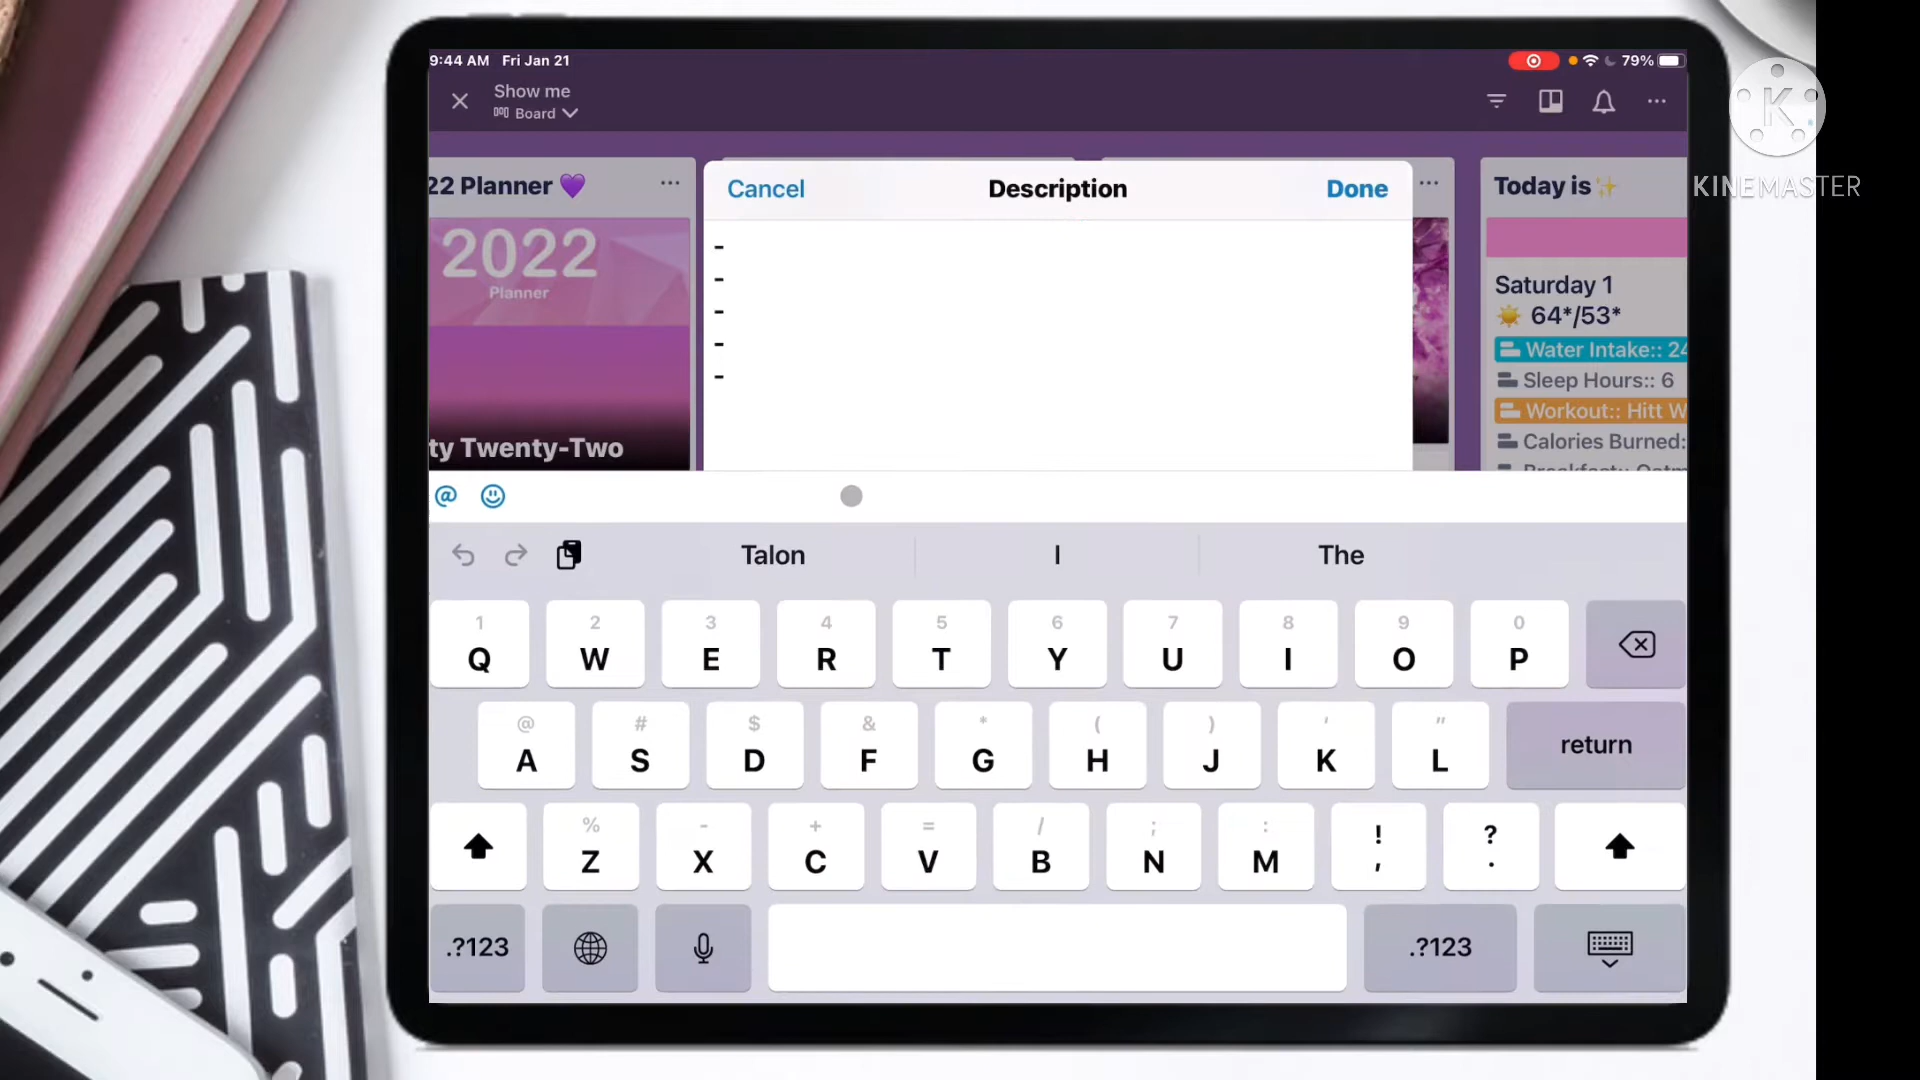 9:44 AM Fri Jan 21
79%
Show me
Board
22 Planner 💜
2022
Planner
ty Twenty-Two
Cancel
Description
Done
-
-
-
-
-
Today is✨
Saturday 1
☀️ 64*/53*
Water Intake:: 24
Sleep Hours:: 6
Workout:: Hitt W
Calories Burned:
K
KINEMASTER
@
Talon
I
The
1 2 3 4 5 6 7 8 9 0
Q W E R T Y U I O P
@ # $ & * ( ) ' "
A S D F G H J K L
return
% - + = / ; : ! ?
Z X C V B N M , .
.?123
.?123